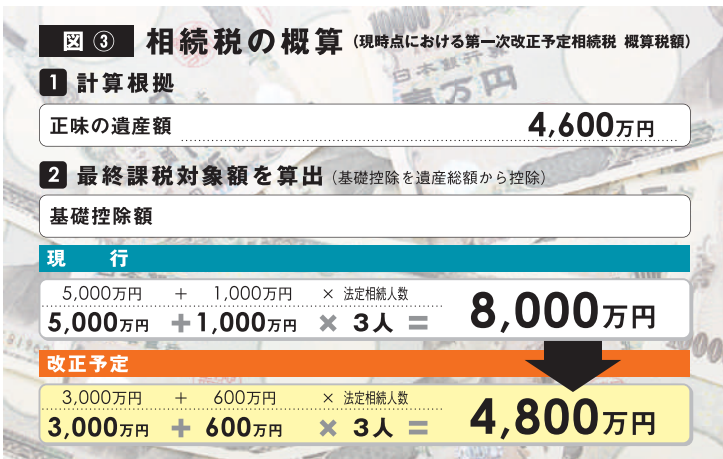 図③ 相続税の概算(現時点における第一次改正予定相続税 概算税額)
1 計算根拠
正味の遺産額 4,600万円
2 最終課税対象額を算出(基礎控除を遺産総額から控除)
基礎控除額
現 行
5,000万円 + 1,000万円 × 法定相続人数
5,000万円 + 1,000万円 × 3人 = 8,000万円
改正予定
3,000万円 + 600万円 × 法定相続人数
3,000万円 + 600万円 × 3人 = 4,800万円
日本銀行券
壱万円